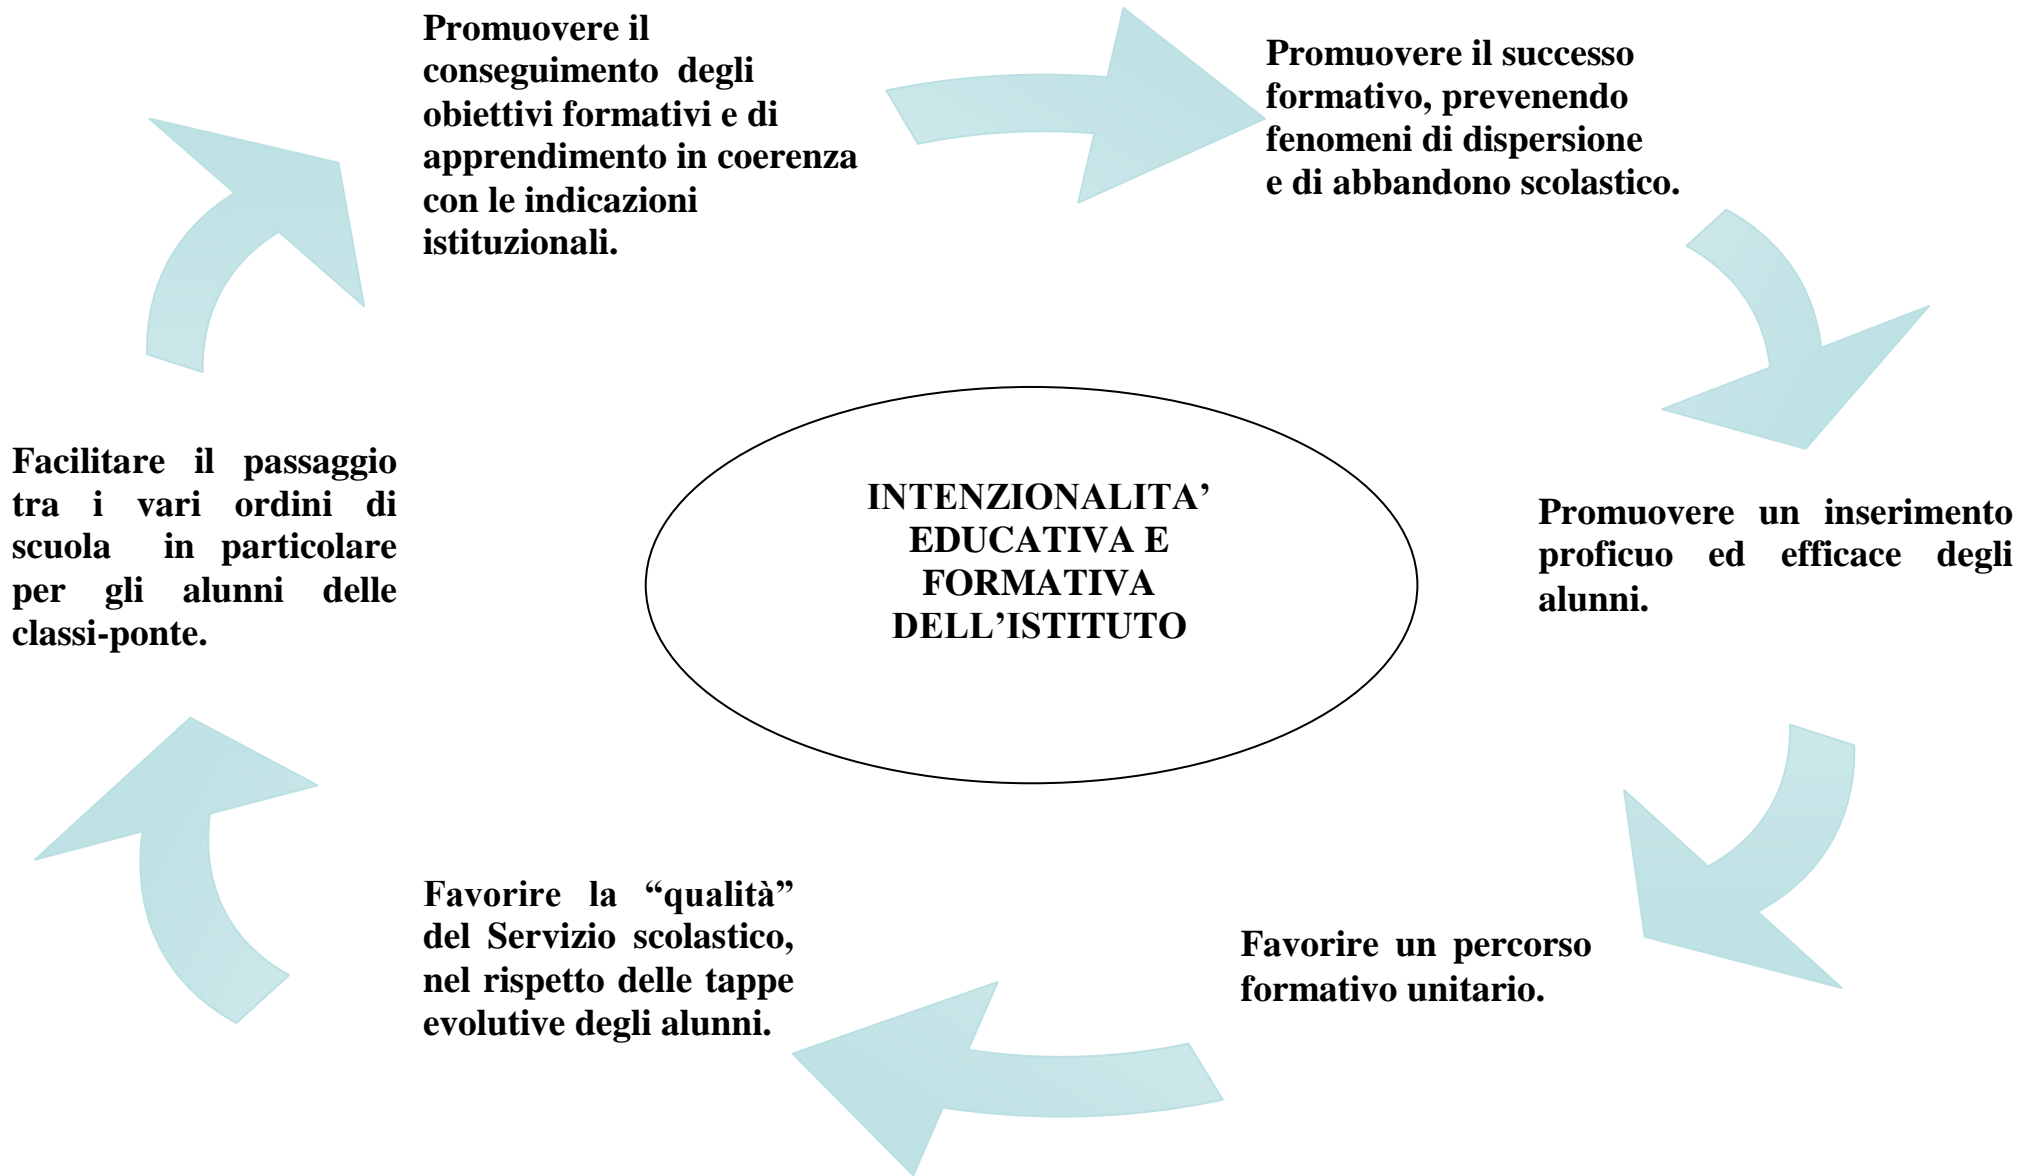 Promuovere il
conseguimento degli
obiettivi formativi e di
apprendimento in coerenza
con le indicazioni
istituzionali.
Promuovere il successo
formativo, prevenendo
fenomeni di dispersione
e di abbandono scolastico.
Promuovere un inserimento
proficuo ed efficace degli
alunni.
Favorire un percorso
formativo unitario.
Favorire la “qualità”
del Servizio scolastico,
nel rispetto delle tappe
evolutive degli alunni.
Facilitare il passaggio
tra i vari ordini di
scuola in particolare
per gli alunni delle
classi-ponte.
INTENZIONALITA’
EDUCATIVA E
FORMATIVA
DELL’ISTITUTO